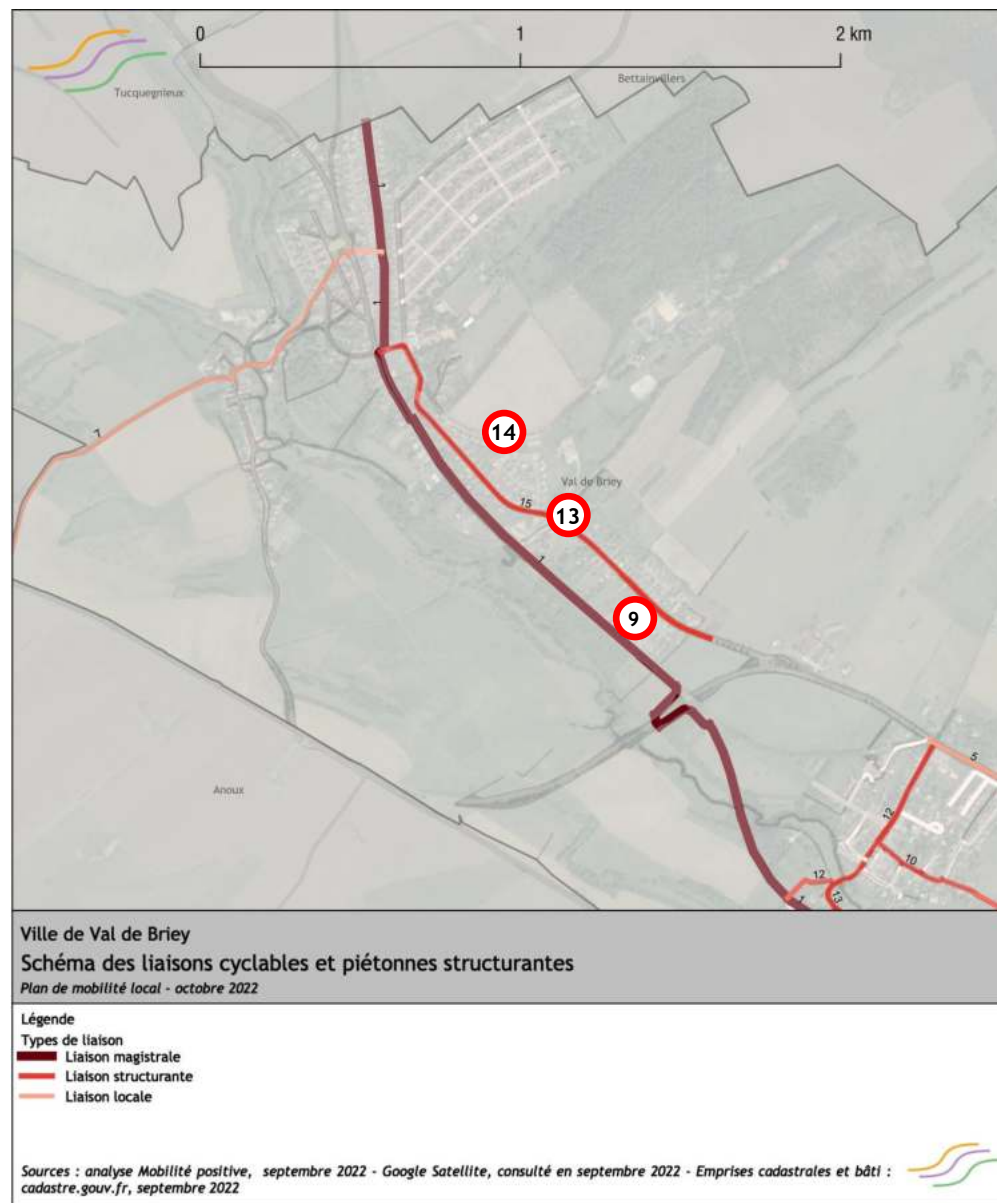 0 1 2 km
Tucquegnieux
Bettainvillers
1
1
14
7
Val de Briey
15
13
1
9
Anoux
5
12
10
12
13
1
Ville de Val de Briey
Schéma des liaisons cyclables et piétonnes structurantes
Plan de mobilité local - octobre 2022
Légende
Types de liaison
Liaison magistrale
Liaison structurante
Liaison locale
Sources : analyse Mobilité positive, septembre 2022 - Google Satellite, consulté en septembre 2022 - Emprises cadastrales et bâti :
cadastre.gouv.fr, septembre 2022